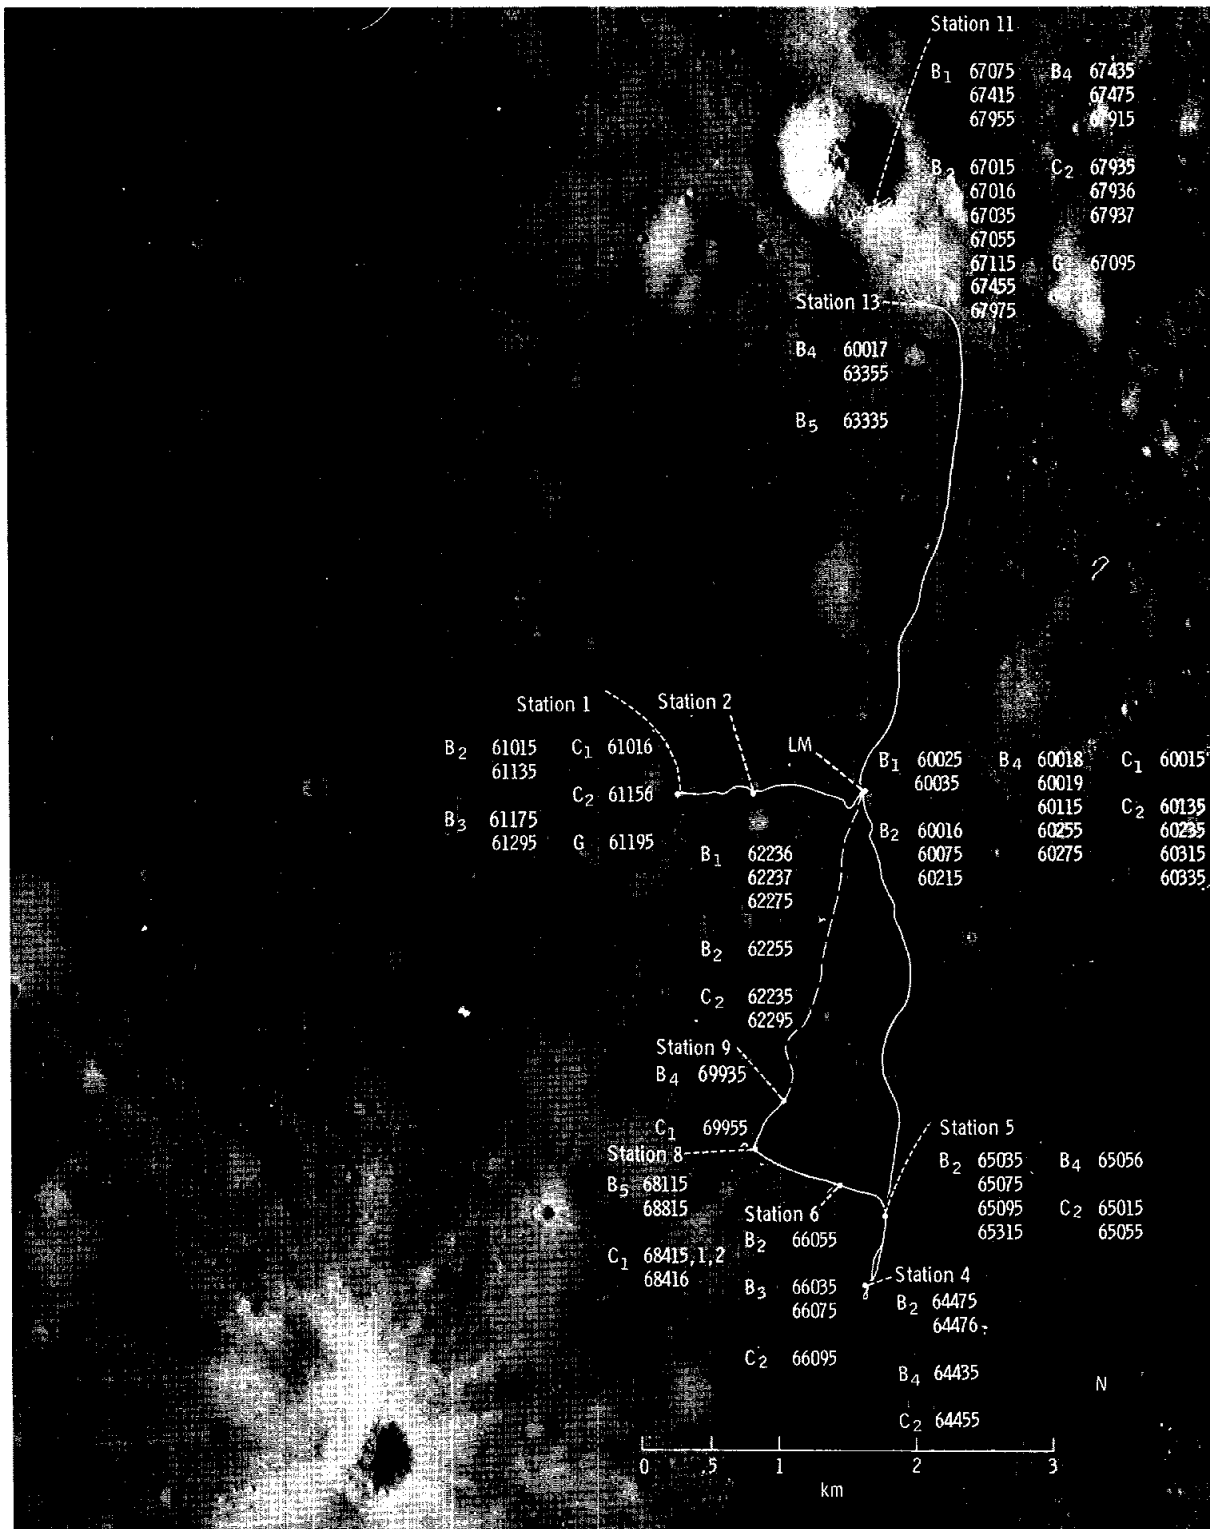 Station 11
B1 67075 B4 67435
67415 67475
67955 67915
B2 67015 C2 67935
67016 67936
67035 67937
67055
67115 G 67095
67455
67975
Station 13
B4 60017
63355
B5 63335
Station 1 Station 2 LM
B2 61015 C1 61016
61135
C2 61156
B3 61175
61295 G 61195
B1 60025 B4 60018 C1 60015
60035 60019
60115 C2 60135
B2 60016 60255 60235
60075 60275 60315
60215 60335
B1 62236
62237
62275
B2 62255
C2 62235
62295
Station 9
B4 69935
C1 69955
Station 8
B5 68115
68815
C1 68415,1,2
68416
Station 6
B2 66055
B3 66035
66075
C2 66095
Station 5
B2 65035 B4 65056
65075
65095 C2 65015
65315 65055
Station 4
B2 64475
64476
B4 64435
C2 64455
N
0 .5 1 2 3
km